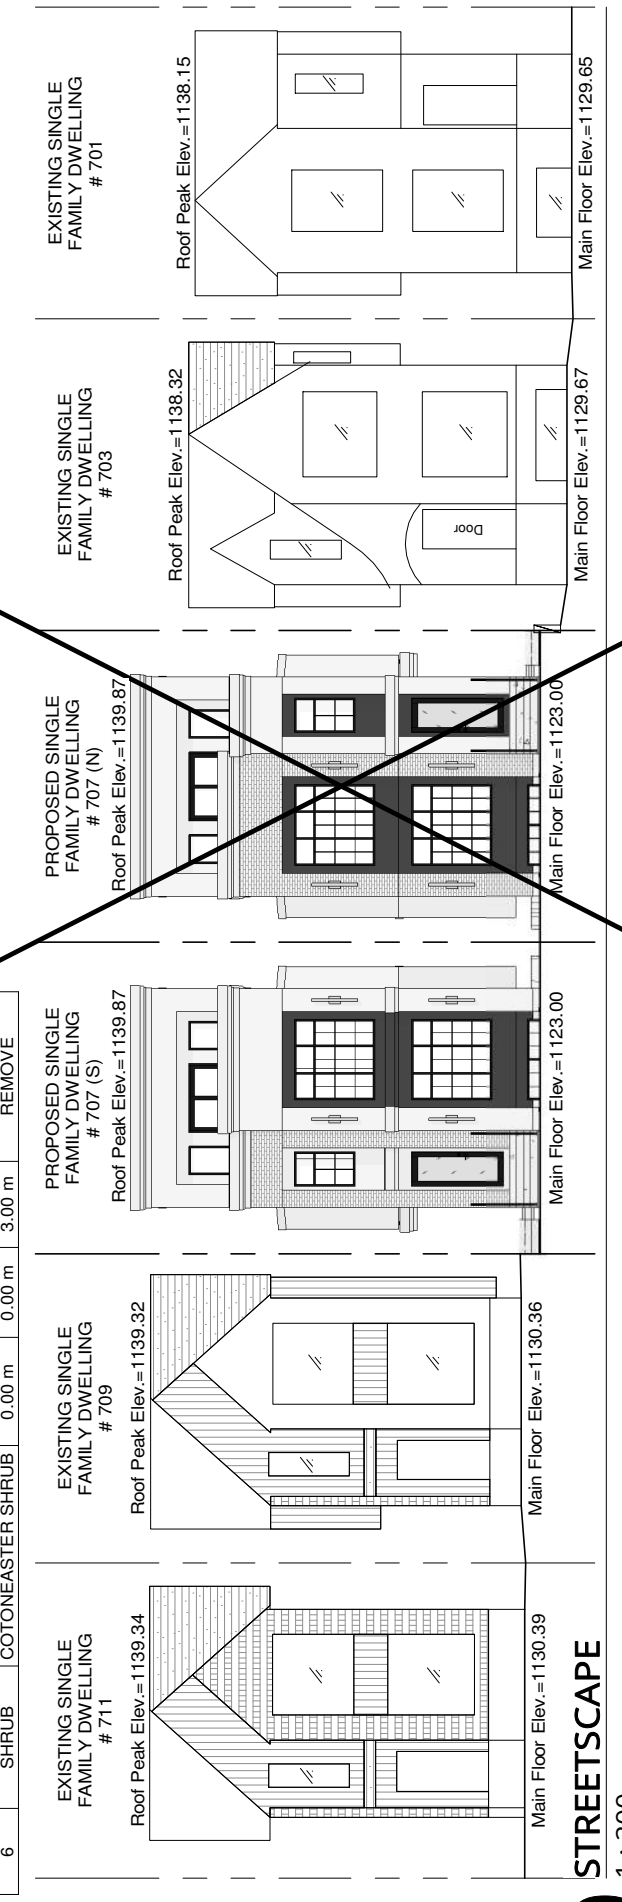 6 SHRUB COTONEASTER SHRUB 0.00 m 0.00 m 3.00 m REMOVE
EXISTING SINGLE
FAMILY DWELLING
# 711
Roof Peak Elev.=1139.34
Main Floor Elev.=1130.39
EXISTING SINGLE
FAMILY DWELLING
# 709
Roof Peak Elev.=1139.32
Main Floor Elev.=1130.36
PROPOSED SINGLE
FAMILY DWELLING
# 707 (S)
Roof Peak Elev.=1139.87
Main Floor Elev.=1123.00
PROPOSED SINGLE
FAMILY DWELLING
# 707 (N)
Roof Peak Elev.=1139.87
Main Floor Elev.=1123.00
EXISTING SINGLE
FAMILY DWELLING
# 703
Roof Peak Elev.=1138.32
Door
Main Floor Elev.=1129.67
EXISTING SINGLE
FAMILY DWELLING
# 701
Roof Peak Elev.=1138.15
Main Floor Elev.=1129.65
STREETSCAPE